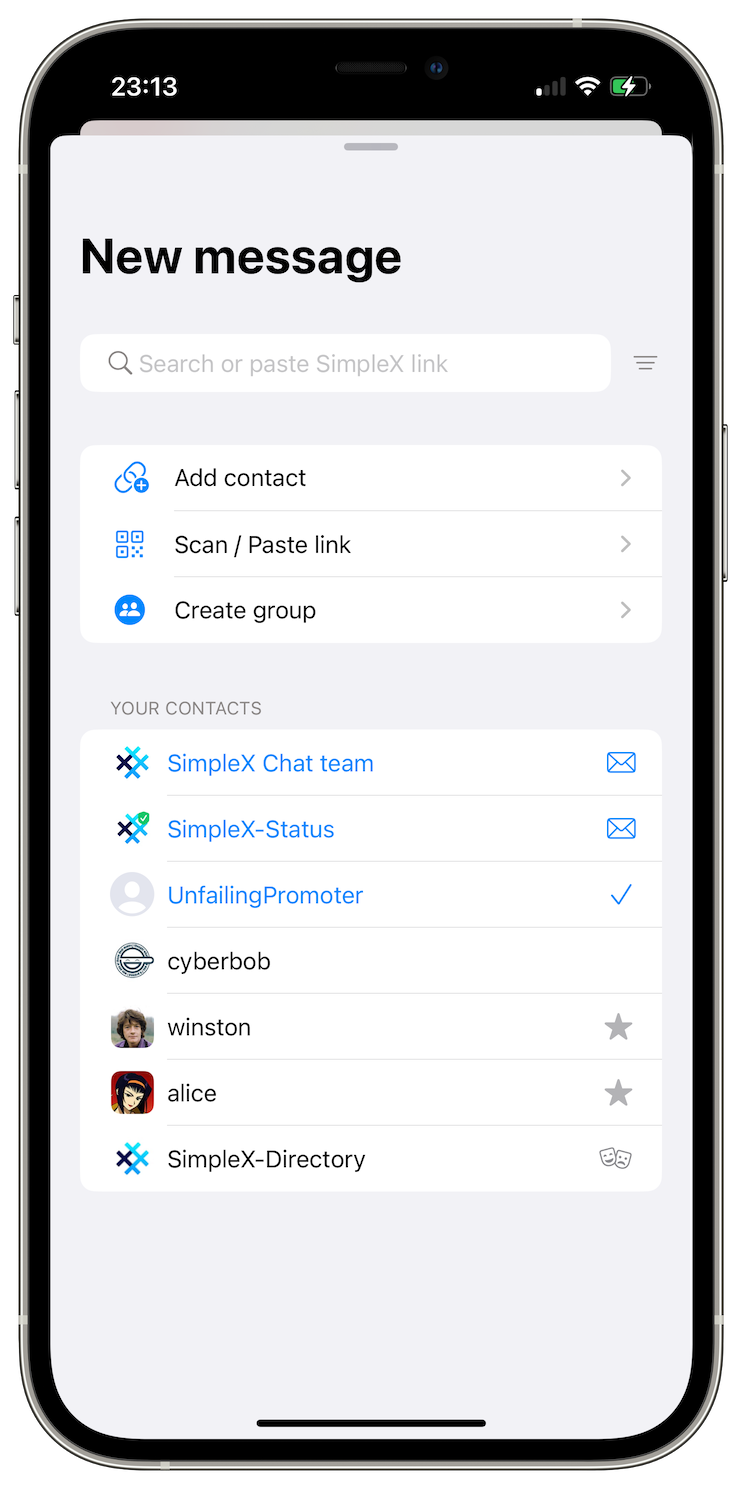 23:13
New message
Search or paste SimpleX link
Add contact
Scan / Paste link
Create group
YOUR CONTACTS
SimpleX Chat team
SimpleX-Status
UnfailingPromoter
cyberbob
winston
alice
SimpleX-Directory